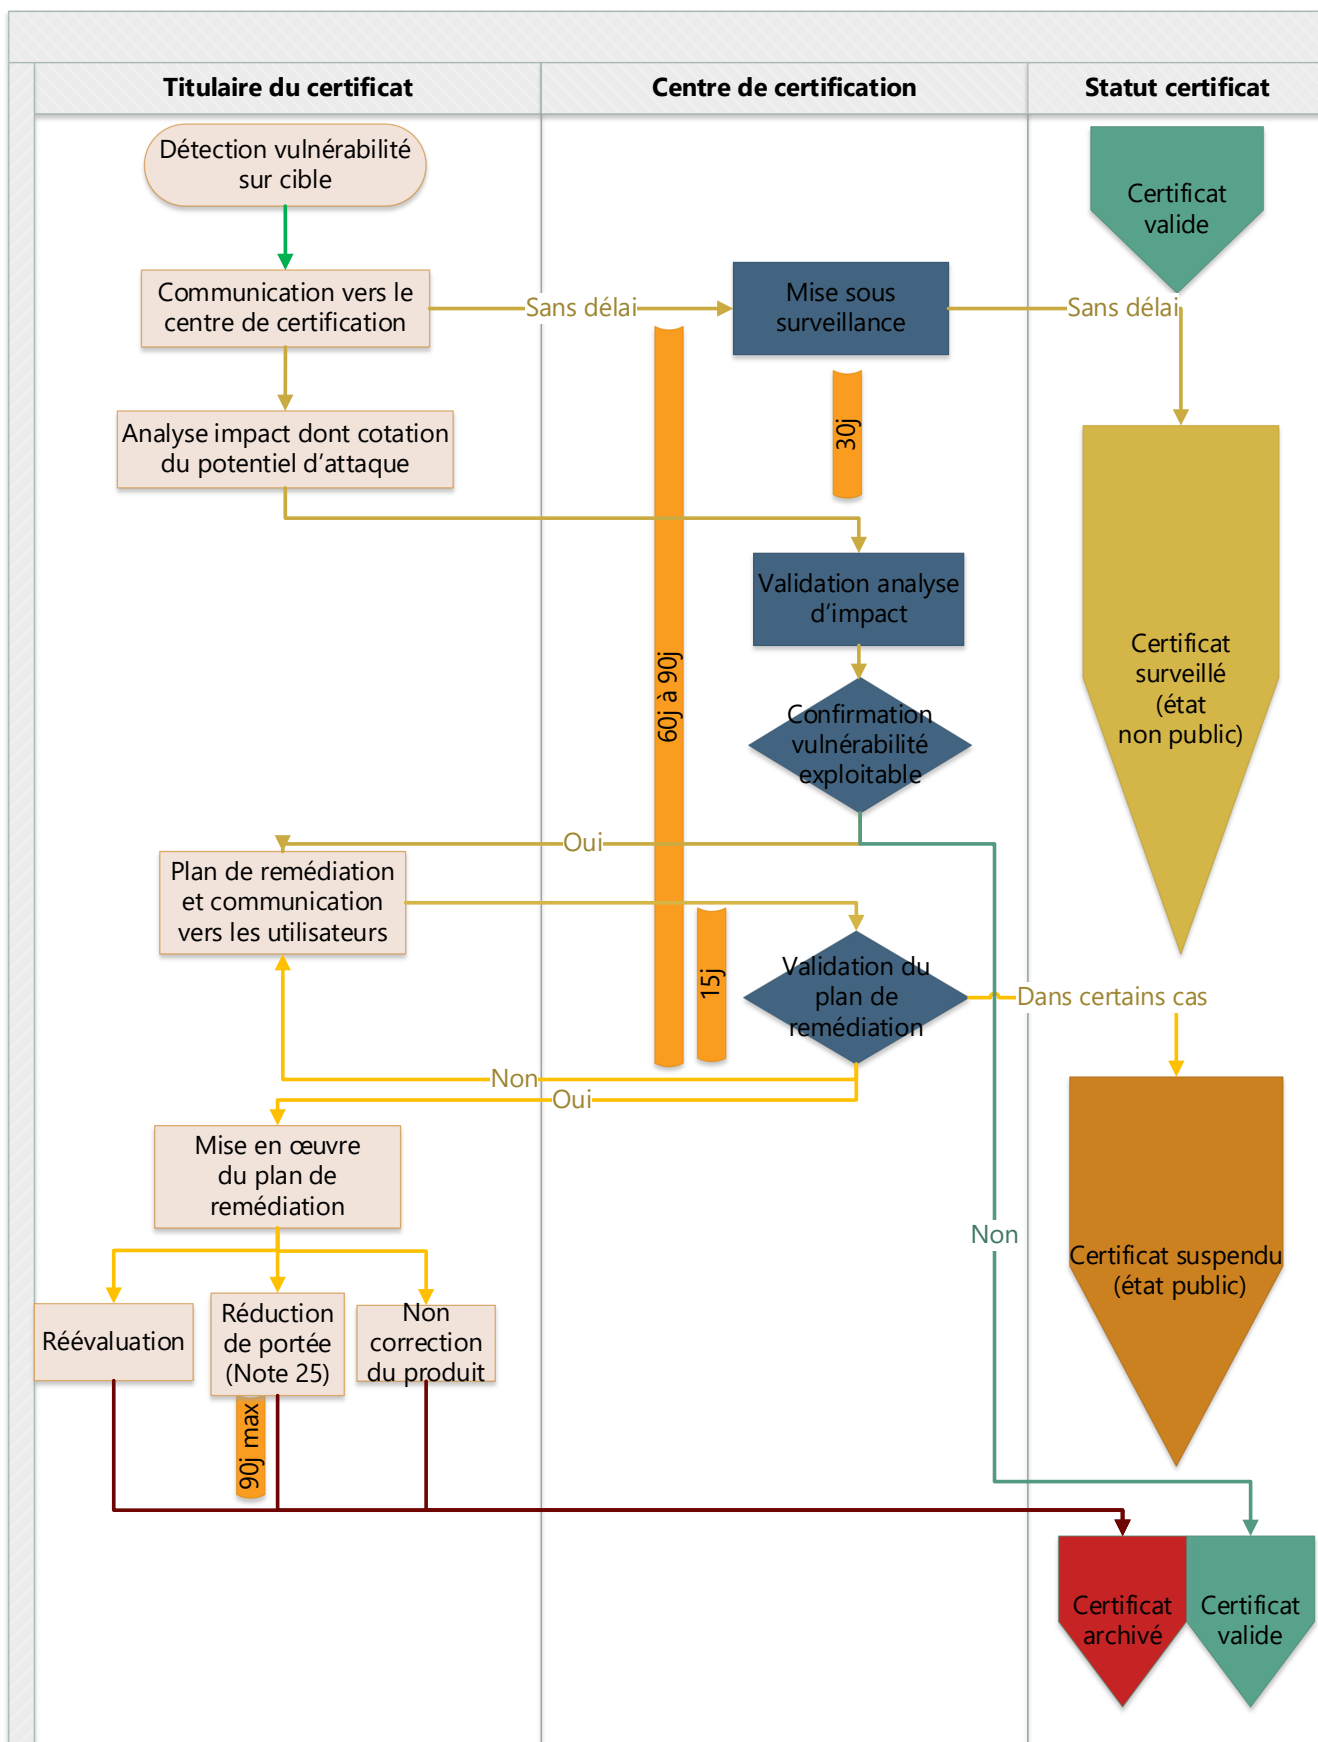 Titulaire du certificat
Centre de certification
Statut certificat
Détection vulnérabilité
sur cible
Certificat
valide
Communication vers le
centre de certification
Sans délai
Mise sous
surveillance
Sans délai
30j
Analyse impact dont cotation
du potentiel d'attaque
60j à 90j
Validation analyse
d'impact
Certificat
surveillé
(état
non public)
Confirmation
vulnérabilité
exploitable
Oui
Plan de remédiation
et communication
vers les utilisateurs
15j
Validation du
plan de
remédiation
Dans certains cas
Non
Oui
Mise en œuvre
du plan de
remédiation
Non
Certificat suspendu
(état public)
Réévaluation
Réduction
de portée
(Note 25)
Non
correction
du produit
90j max
Certificat
archivé
Certificat
valide